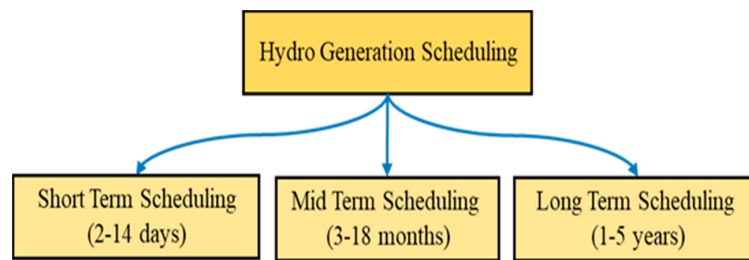 Hydro Generation Scheduling
Short Term Scheduling
(2-14 days)
Mid Term Scheduling
(3-18 months)
Long Term Scheduling
(1-5 years)